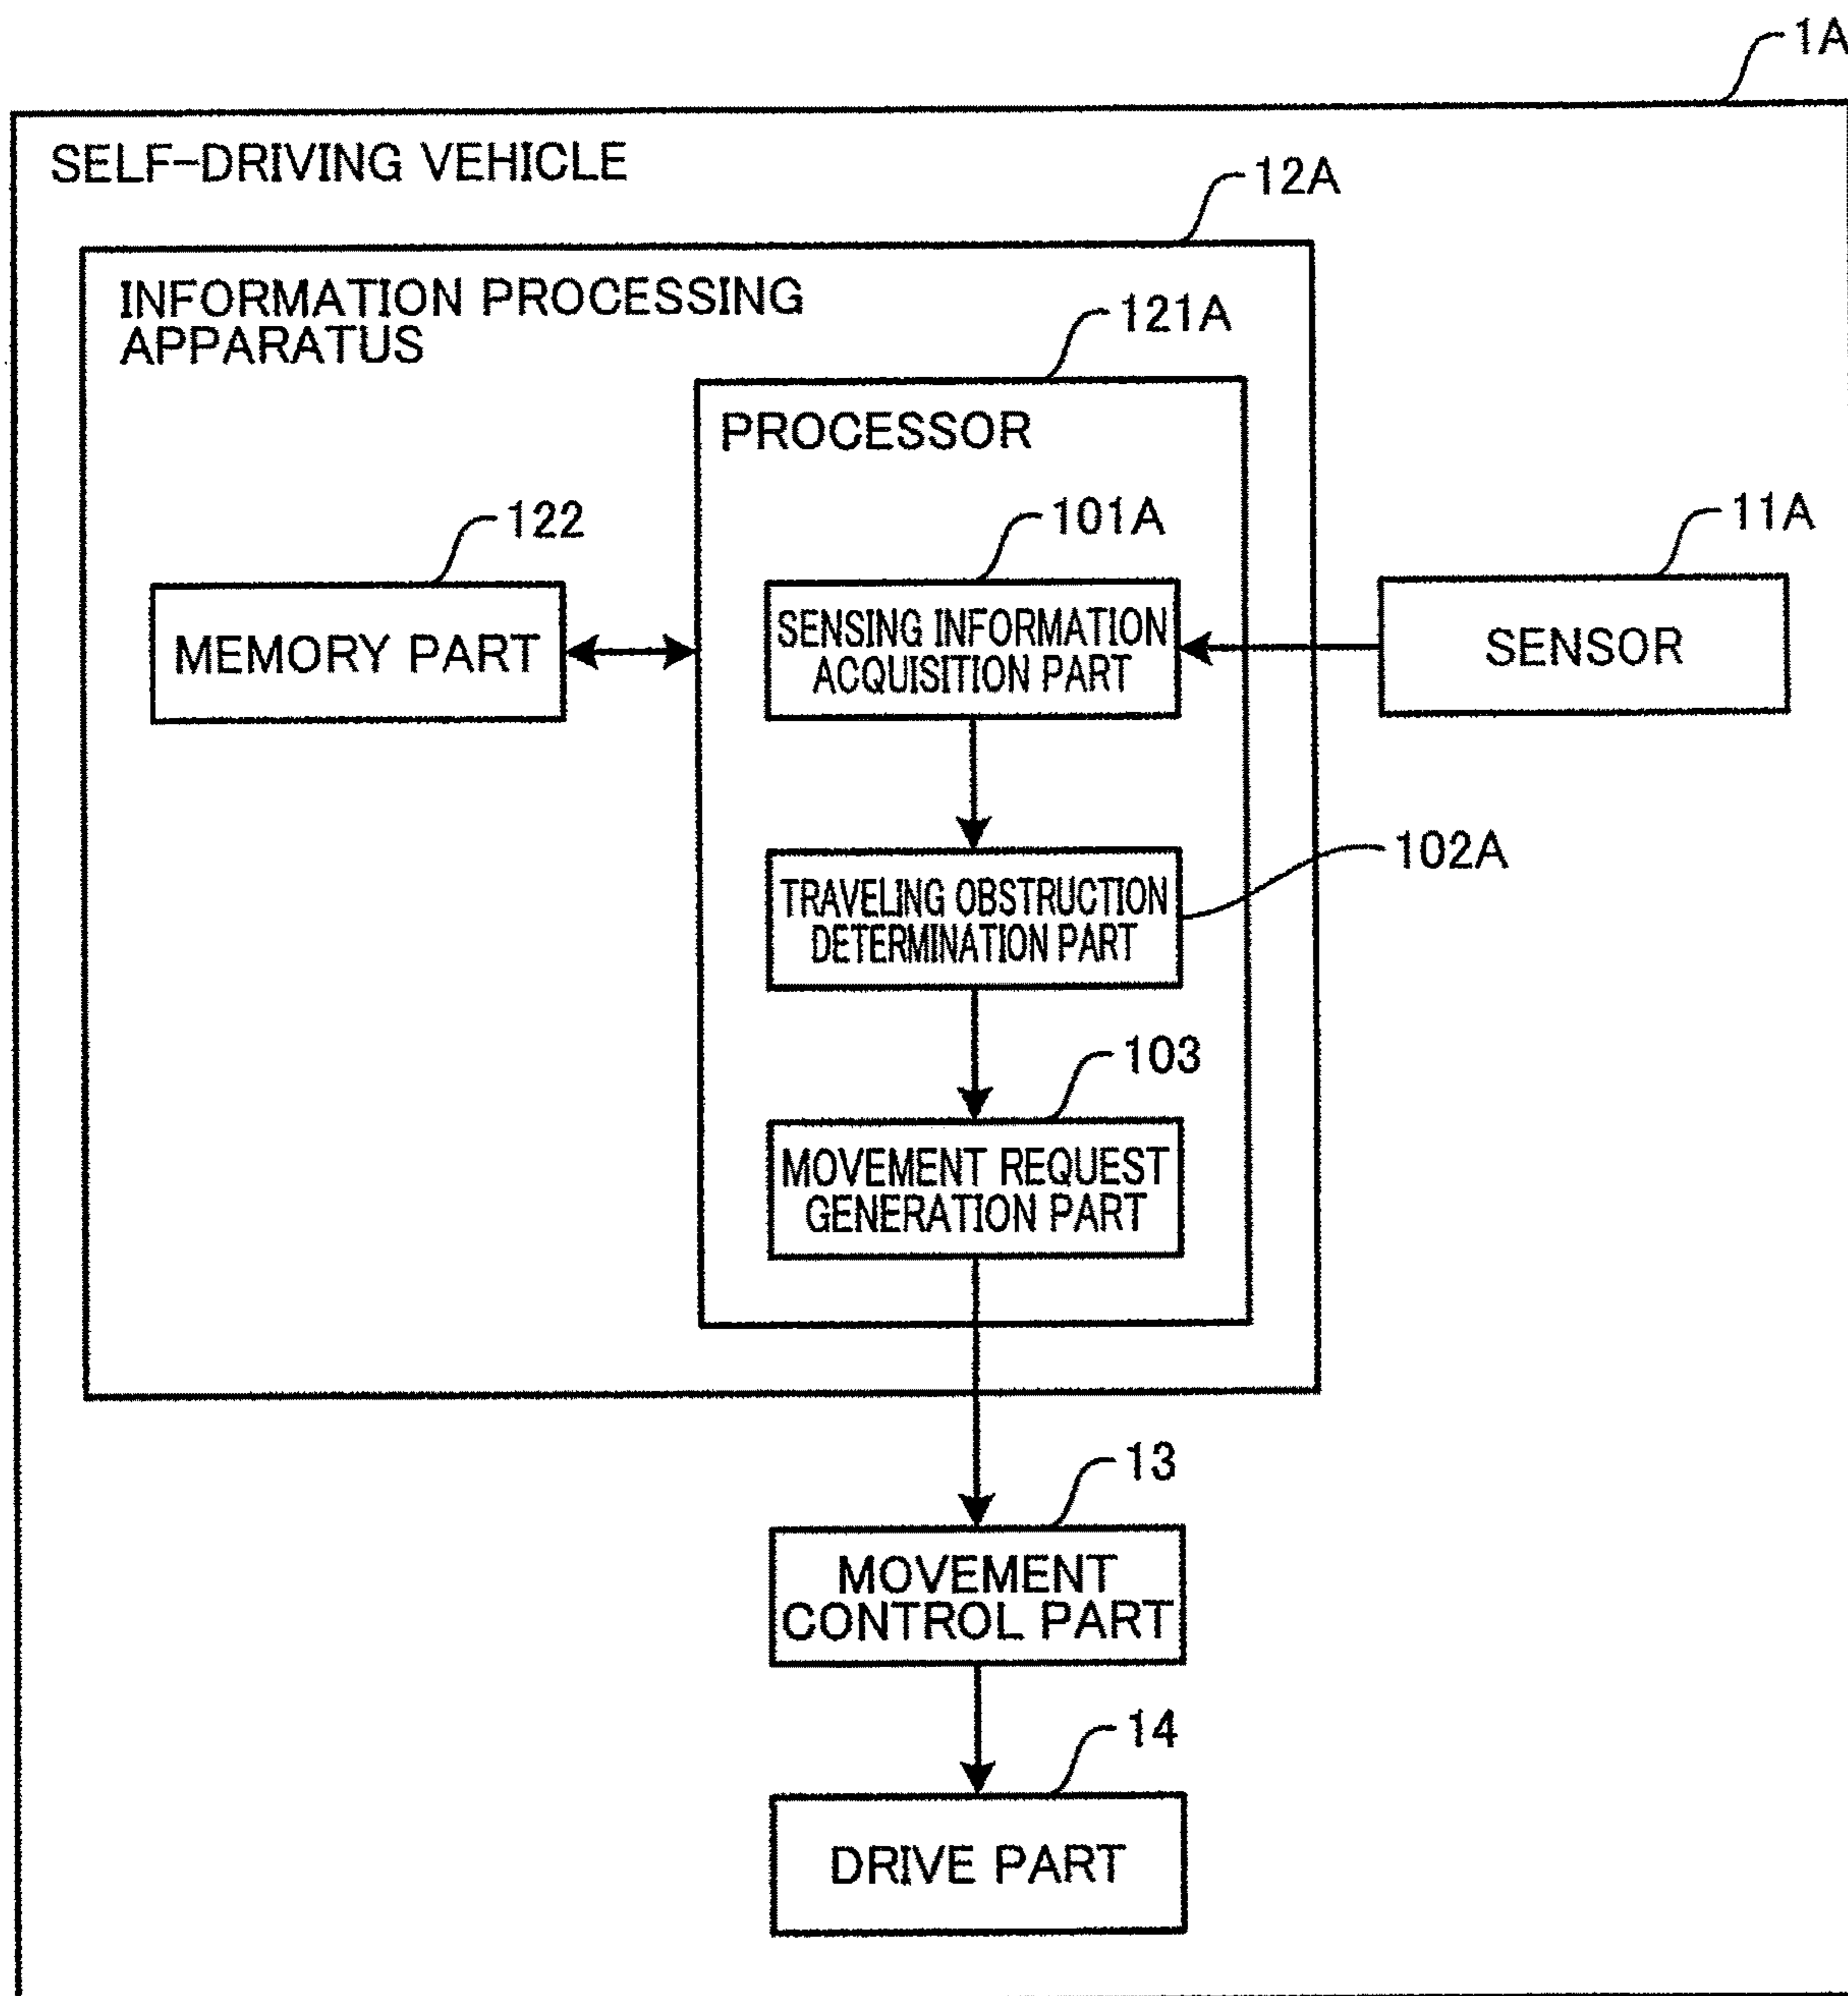 1A
SELF-DRIVING VEHICLE
12A
INFORMATION PROCESSING
APPARATUS
121A
PROCESSOR
122
101A
11A
MEMORY PART
SENSING INFORMATION
ACQUISITION PART
SENSOR
102A
TRAVELING OBSTRUCTION
DETERMINATION PART
103
MOVEMENT REQUEST
GENERATION PART
13
MOVEMENT
CONTROL PART
14
DRIVE PART